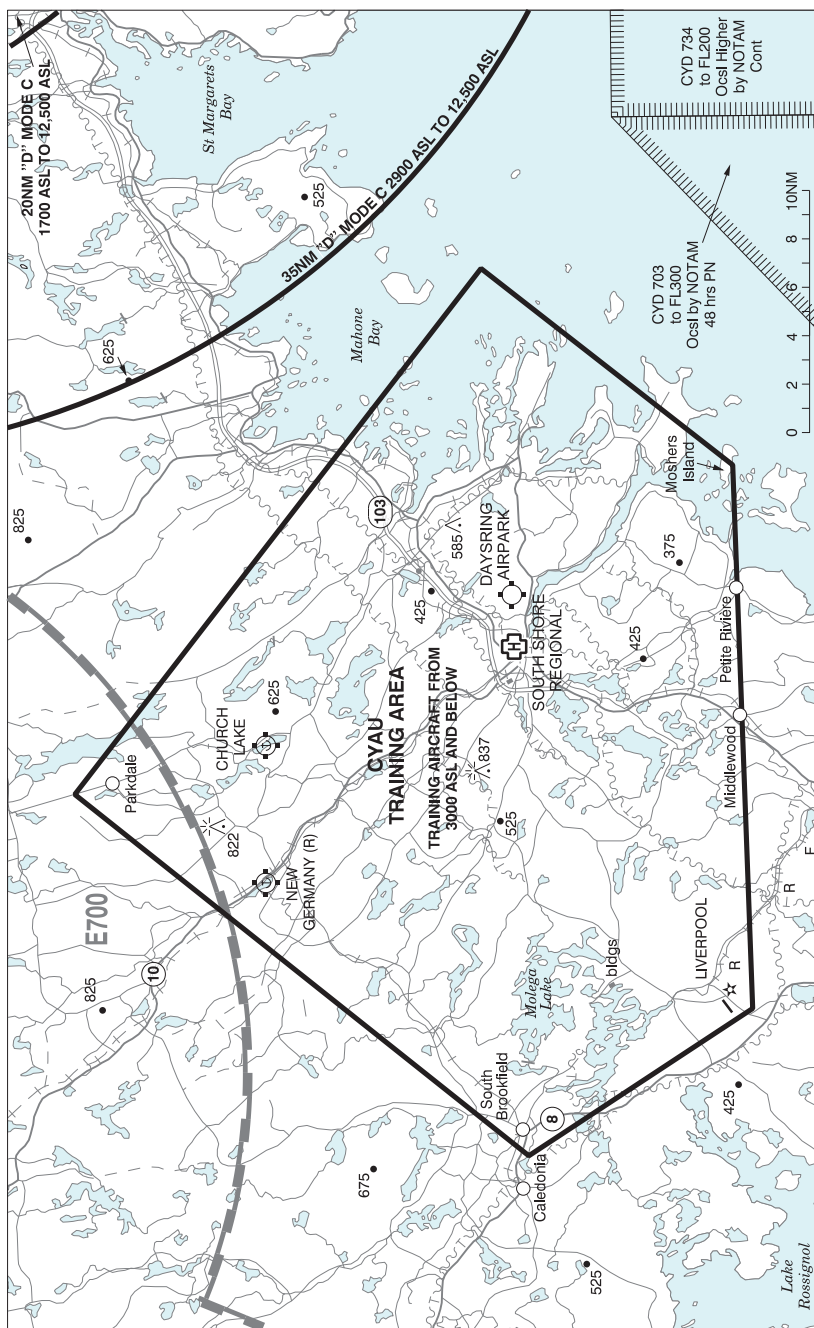 20NM "D" MODE C
1700 ASL TO 12,500 ASL
St Margarets
Bay
525
35NM "D" MODE C 2900 ASL TO 12,500 ASL
CYD 734
to FL200
Ocsl Higher
by NOTAM
Cont
CYD 703
to FL300
Ocsl by NOTAM
48 hrs PN
0 2 4 6 8 10NM
625
Mahone
Bay
825
103
585
DAYSRING
AIRPARK
425
Moshers
Island
375
Petite Riviére
425
H
SOUTH SHORE
REGIONAL
Parkdale
CHURCH
LAKE
625
CYAU
TRAINING AREA
TRAINING AIRCRAFT FROM
3000 ASL AND BELOW
837
525
Middlewood
822
NEW
GERMANY (R)
E700
825
10
Molega
Lake
bldgs
LIVERPOOL
R
R
F
South
Brookfield
8
Caledonia
425
675
525
Lake
Rossignol